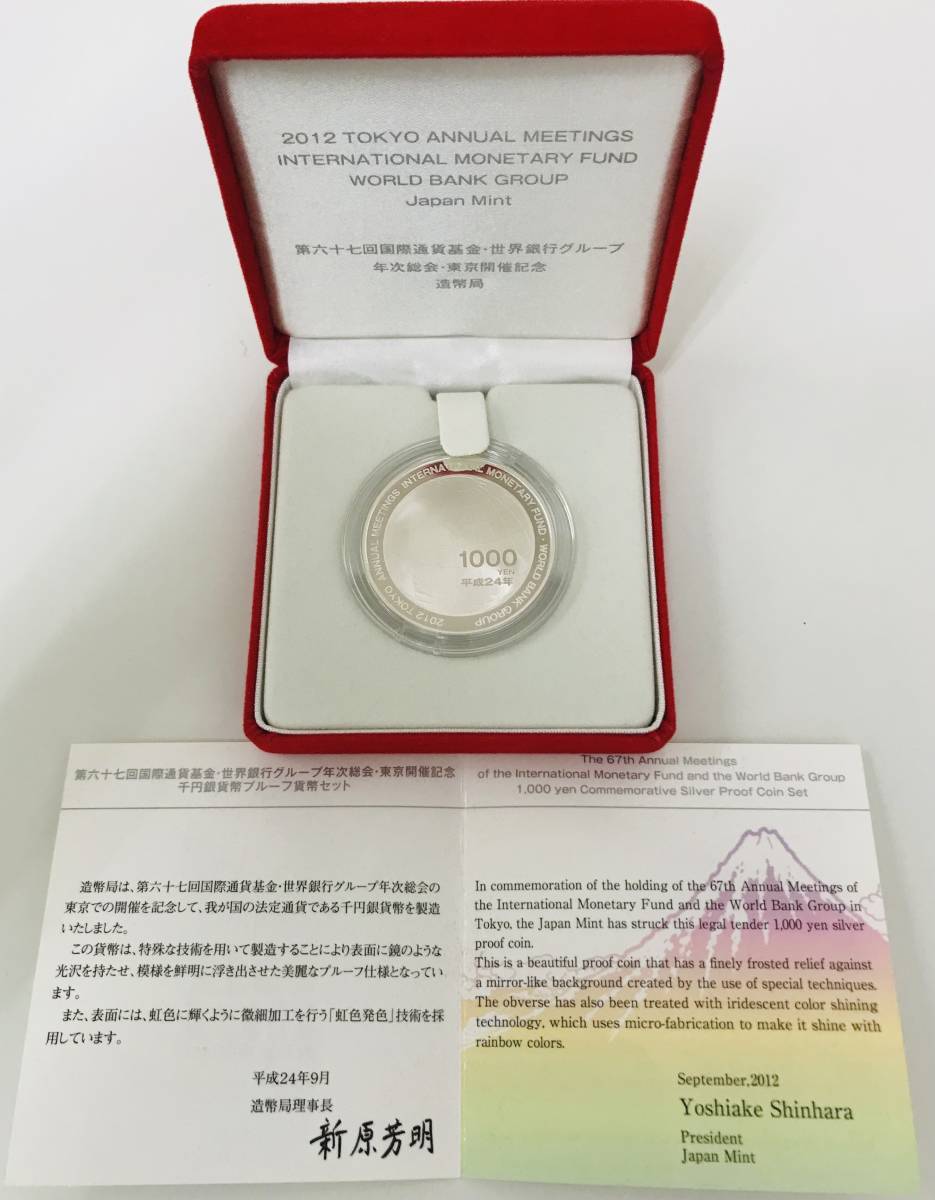 2012 TOKYO ANNUAL MEETINGS
INTERNATIONAL MONETARY FUND
WORLD BANK GROUP
Japan Mint
第六十七回国際通貨基金・世界銀行グループ
年次総会・東京開催記念
造幣局
2012 TOKYO ANNUAL MEETINGS INTERNA AL MONETARY FUND・WORLD BANK GROUP
1000
YEN
平成24年
第六十七回国際通貨基金・世界銀行グループ年次総会・東京開催記念
千円銀貨幣プルーフ貨幣セット
造幣局は、第六十七回国際通貨基金・世界銀行グループ年次総会の
東京での開催を記念して、我が国の法定通貨である千円銀貨幣を製造
いたしました。
この貨幣は、特殊な技術を用いて製造することにより表面に鏡のような
光沢を持たせ、模様を鮮明に浮き出させた美麗なプルーフ仕様となってい
ます。
また、表面には、虹色に輝くように微細加工を行う「虹色発色」技術を採
用しています。
平成24年9月
造幣局理事長
新原芳明
The 67th Annual Meetings
of the International Monetary Fund and the World Bank Group
1,000 yen Commemorative Silver Proof Coin Set
In commemoration of the holding of the 67th Annual Meetings of
the International Monetary Fund and the World Bank Group in
Tokyo, the Japan Mint has struck this legal tender 1,000 yen silver
proof coin.
This is a beautiful proof coin that has a finely frosted relief against
a mirror-like background created by the use of special techniques.
The obverse has also been treated with iridescent color shining
technology, which uses micro-fabrication to make it shine with
rainbow colors.
September,2012
Yoshiake Shinhara
President
Japan Mint